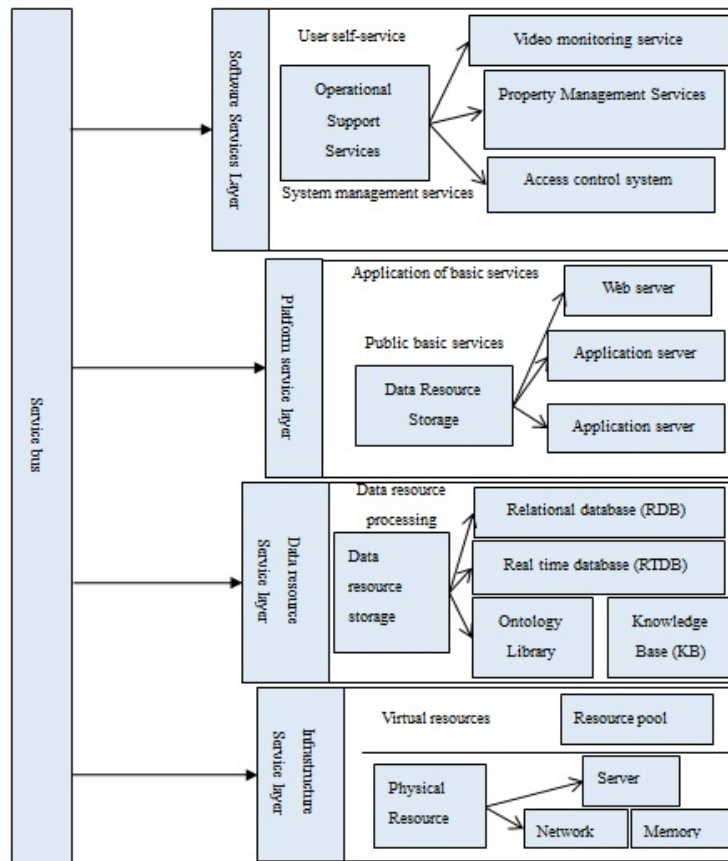 Service bus
Software Services Layer
User self-service
Operational
Support
Services
System management services
Video monitoring service
Property Management Services
Access control system
Platform service layer
Application of basic services
Public basic services
Data Resource
Storage
Web server
Application server
Application server
Data resource
Service layer
Data resource
processing
Data
resource
storage
Relational database (RDB)
Real time database (RTDB)
Ontology
Library
Knowledge
Base (KB)
Infrastructure
Service layer
Virtual resources
Resource pool
Physical
Resource
Server
Network
Memory